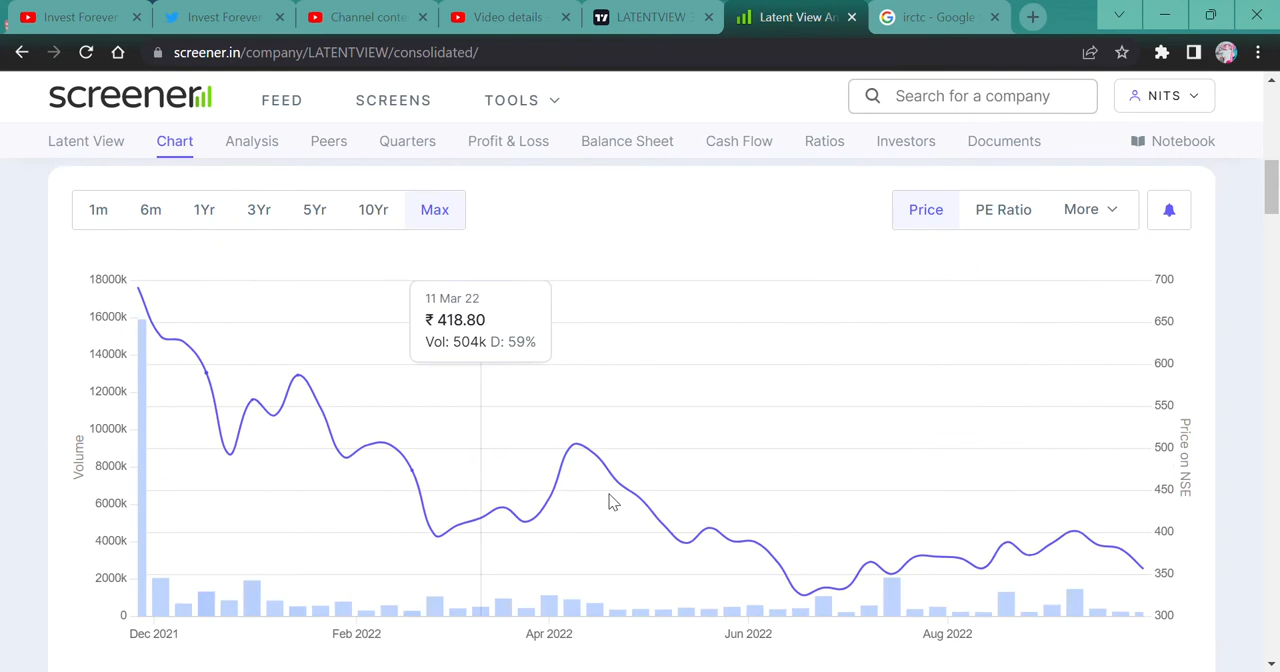 Invest Forever
Invest Forever
Channel conte
Video details -
LATENTVIEW
Latent View An
irctc - Google
screener.in/company/LATENTVIEW/consolidated/
screener
FEED
SCREENS
TOOLS
Search for a company
NITS
Latent View
Chart
Analysis
Peers
Quarters
Profit & Loss
Balance Sheet
Cash Flow
Ratios
Investors
Documents
Notebook
1m
6m
1Yr
3Yr
5Yr
10Yr
Max
Price
PE Ratio
More
11 Mar 22
₹ 418.80
Vol: 504k D: 59%
18000k
16000k
14000k
12000k
10000k
8000k
6000k
4000k
2000k
0
Volume
700
650
600
550
500
450
400
350
300
Price on NSE
Dec 2021
Feb 2022
Apr 2022
Jun 2022
Aug 2022